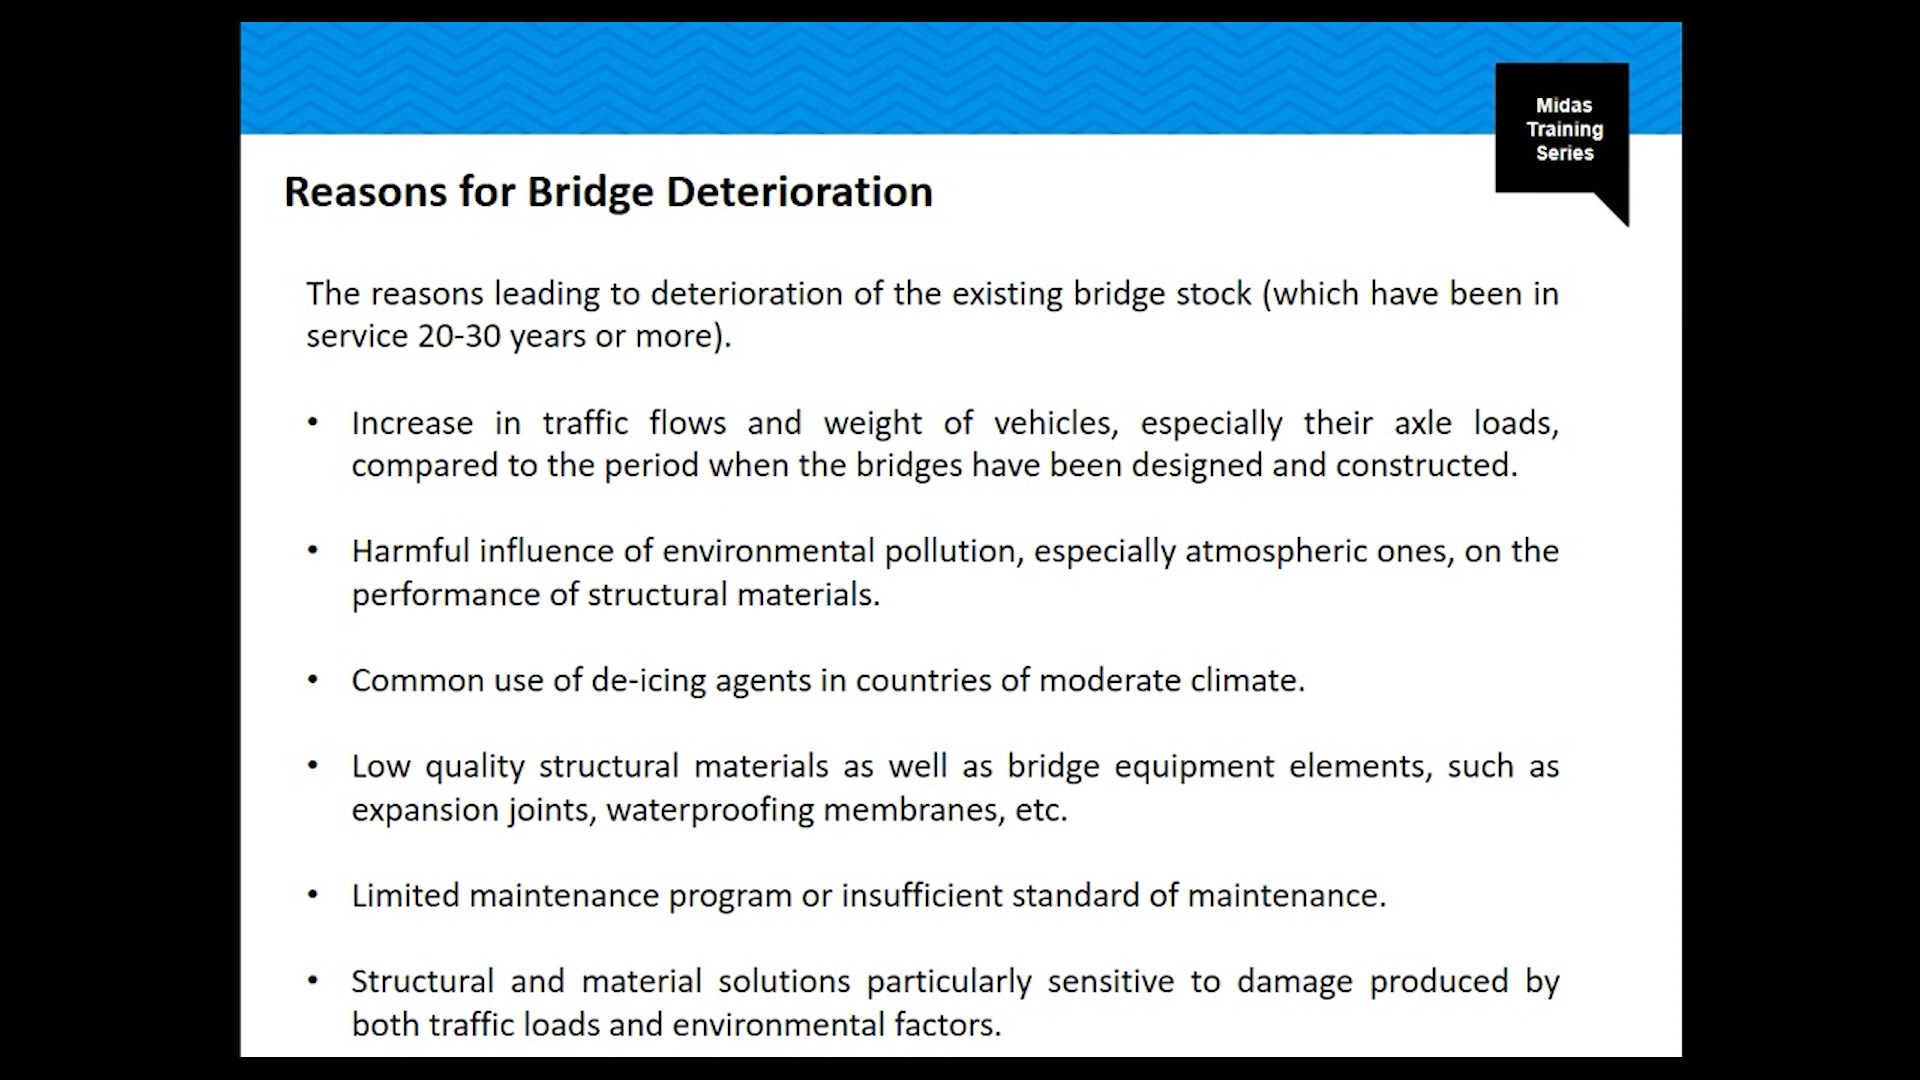 Midas
Training
Series
Reasons for Bridge Deterioration
The reasons leading to deterioration of the existing bridge stock (which have been in
service 20-30 years or more).
• Increase in traffic flows and weight of vehicles, especially their axle loads,
compared to the period when the bridges have been designed and constructed.
• Harmful influence of environmental pollution, especially atmospheric ones, on the
performance of structural materials.
• Common use of de-icing agents in countries of moderate climate.
• Low quality structural materials as well as bridge equipment elements, such as
expansion joints, waterproofing membranes, etc.
• Limited maintenance program or insufficient standard of maintenance.
• Structural and material solutions particularly sensitive to damage produced by
both traffic loads and environmental factors.